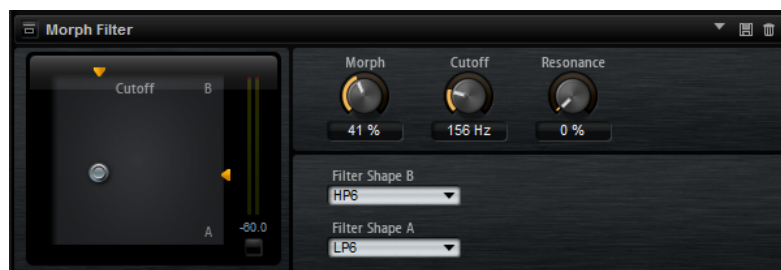 Morph Filter
Cutoff B
A
-60.0
Morph Cutoff Resonance
41 % 156 Hz 0 %
Filter Shape B
HP6
Filter Shape A
LP6